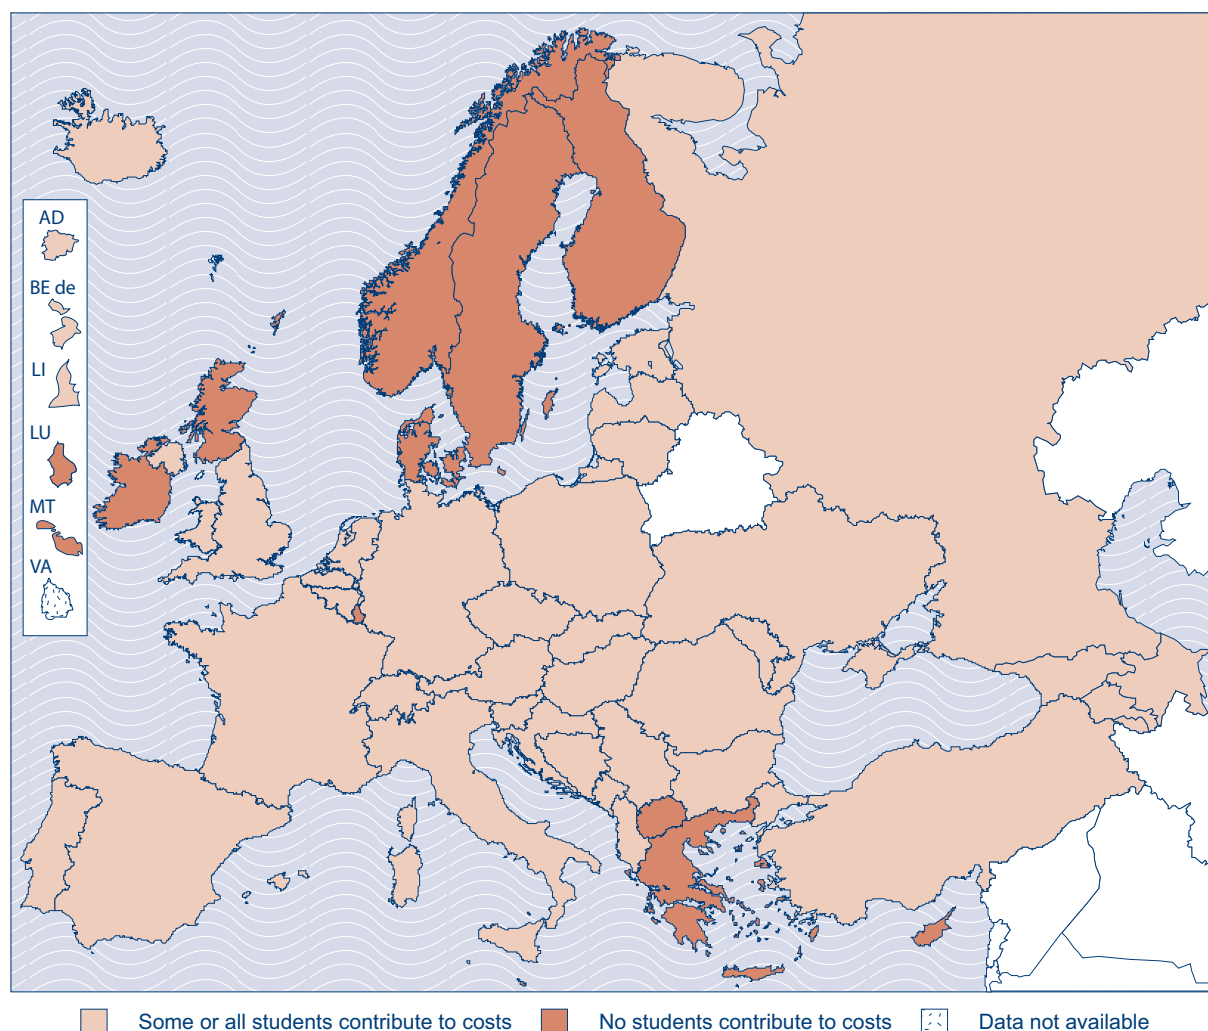 AD
BE de
LI
LU
MT
VA
Some or all students contribute to costs No students contribute to costs Data not available